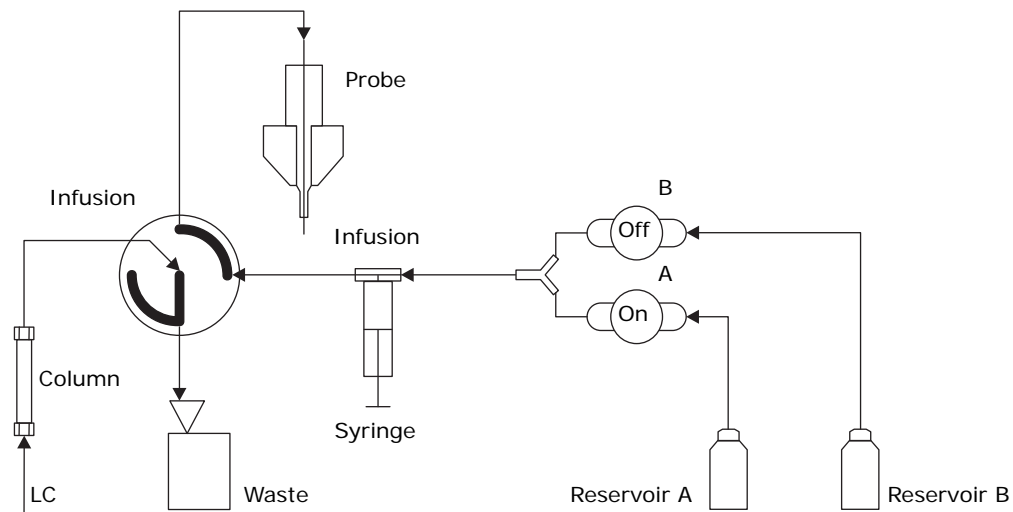 Probe
Infusion
Infusion
B
Off
A
On
Column
Syringe
LC
Waste
Reservoir A
Reservoir B